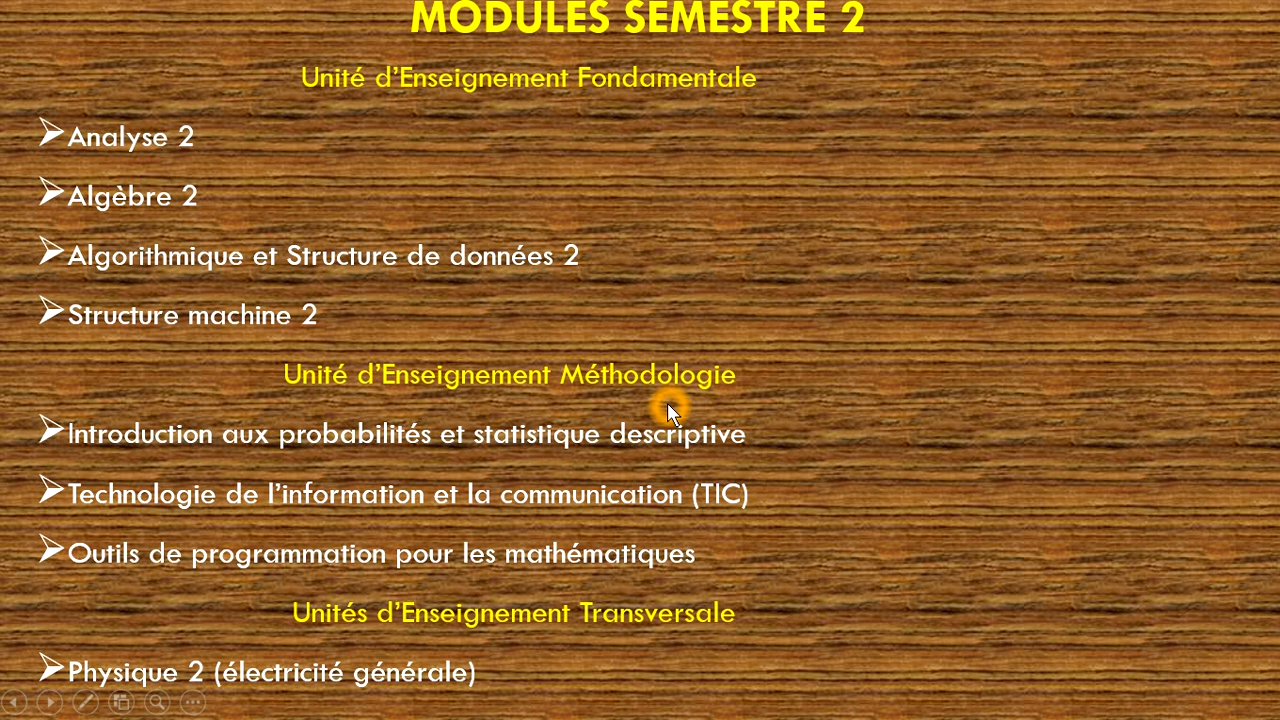 MODULES SEMESTRE 2
Unité d’Enseignement Fondamentale
Analyse 2
Algèbre 2
Algorithmique et Structure de données 2
Structure machine 2
Unité d’Enseignement Méthodologie
Introduction aux probabilités et statistique descriptive
Technologie de l’information et la communication (TIC)
Outils de programmation pour les mathématiques
Unités d’Enseignement Transversale
Physique 2 (électricité générale)